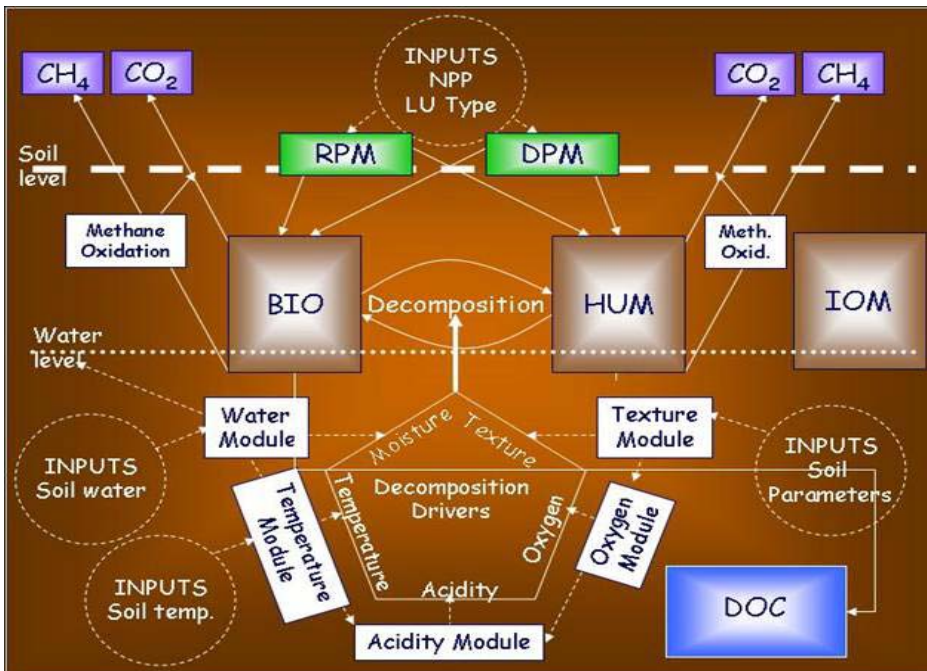 INPUTS
NPP
LU Type
CH4
CO2
CO2
CH4
RPM
DPM
Soil
level
Methane
Oxidation
Meth.
Oxid.
BIO
Decomposition
HUM
IOM
Water
level
Water
Module
Moisture
Texture
Texture
Module
INPUTS
Soil water
INPUTS
Soil
Parameters
Temperature
Module
Temperature
Decomposition
Drivers
Oxygen
Oxygen
Module
INPUTS
Soil temp.
Acidity
Acidity Module
DOC